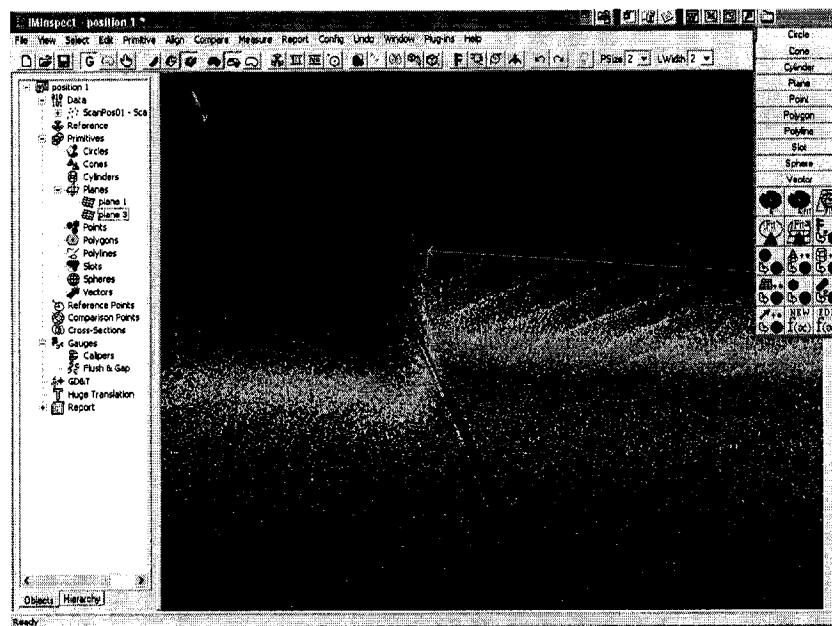 IMInspect - position 1 *
File View Select Edit Primitive Align Compare Measure Report Config Undo Window Plug-ins Help
G
F
PSize 2 LWidth 2
position 1
Data
ScanPos01 - Sca
Reference
Primitives
Circles
Cones
Cylinders
Planes
plane 1
plane 3
Points
Polygons
Polylines
Slots
Spheres
Vectors
Reference Points
Comparison Points
Cross-Sections
Gauges
Calipers
Flush & Gap
GD&T
Huge Translation
Report
Objects Hierarchy
Ready
Circle
Cone
Cylinder
Plane
Point
Polygon
Polyline
Slot
Sphere
Vector